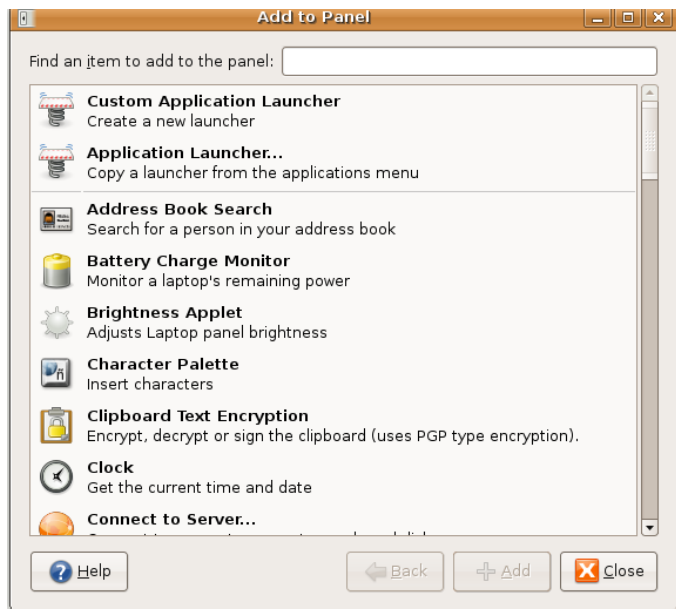 Add to Panel
Find an item to add to the panel:
Custom Application Launcher
Create a new launcher
Application Launcher...
Copy a launcher from the applications menu
Address Book Search
Search for a person in your address book
Battery Charge Monitor
Monitor a laptop's remaining power
Brightness Applet
Adjusts Laptop panel brightness
Character Palette
Insert characters
Clipboard Text Encryption
Encrypt, decrypt or sign the clipboard (uses PGP type encryption).
Clock
Get the current time and date
Connect to Server...
Help Back Add Close